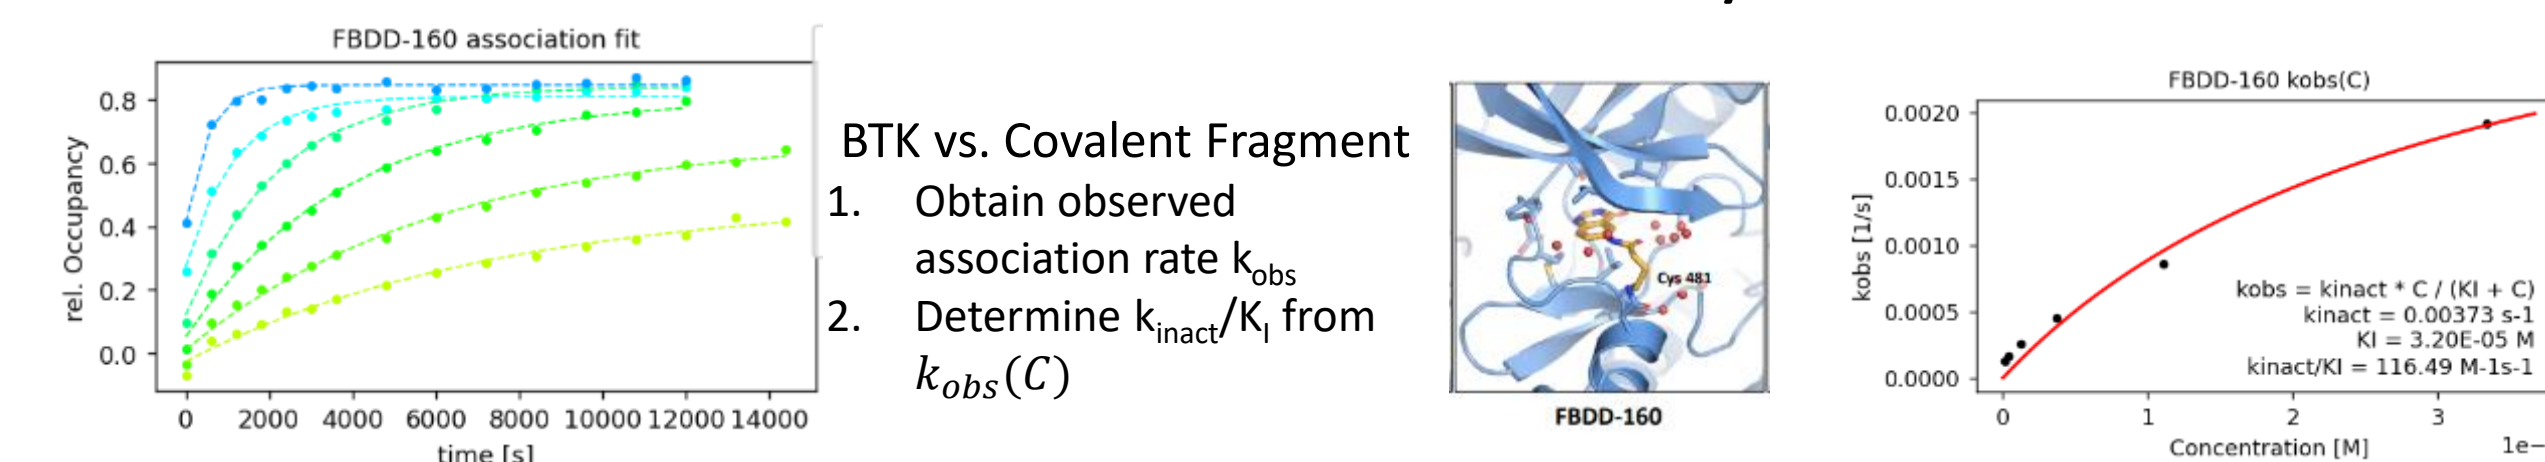 FBDD-160 association fit
rel. Occupancy
0.8
0.6
0.4
0.2
0.0
0 2000 4000 6000 8000 10000 12000 14000
time [s]
BTK vs. Covalent Fragment
1. Obtain observed
association rate kobs
2. Determine kinact/KI from
kobs(C)
Cys 481
FBDD-160
FBDD-160 kobs(C)
kobs [1/s]
0.0020
0.0015
0.0010
0.0005
0.0000
kobs = kinact * C / (KI + C)
kinact = 0.00373 s-1
KI = 3.20E-05 M
kinact/KI = 116.49 M-1s-1
0 1 2 3
Concentration [M]
1e−